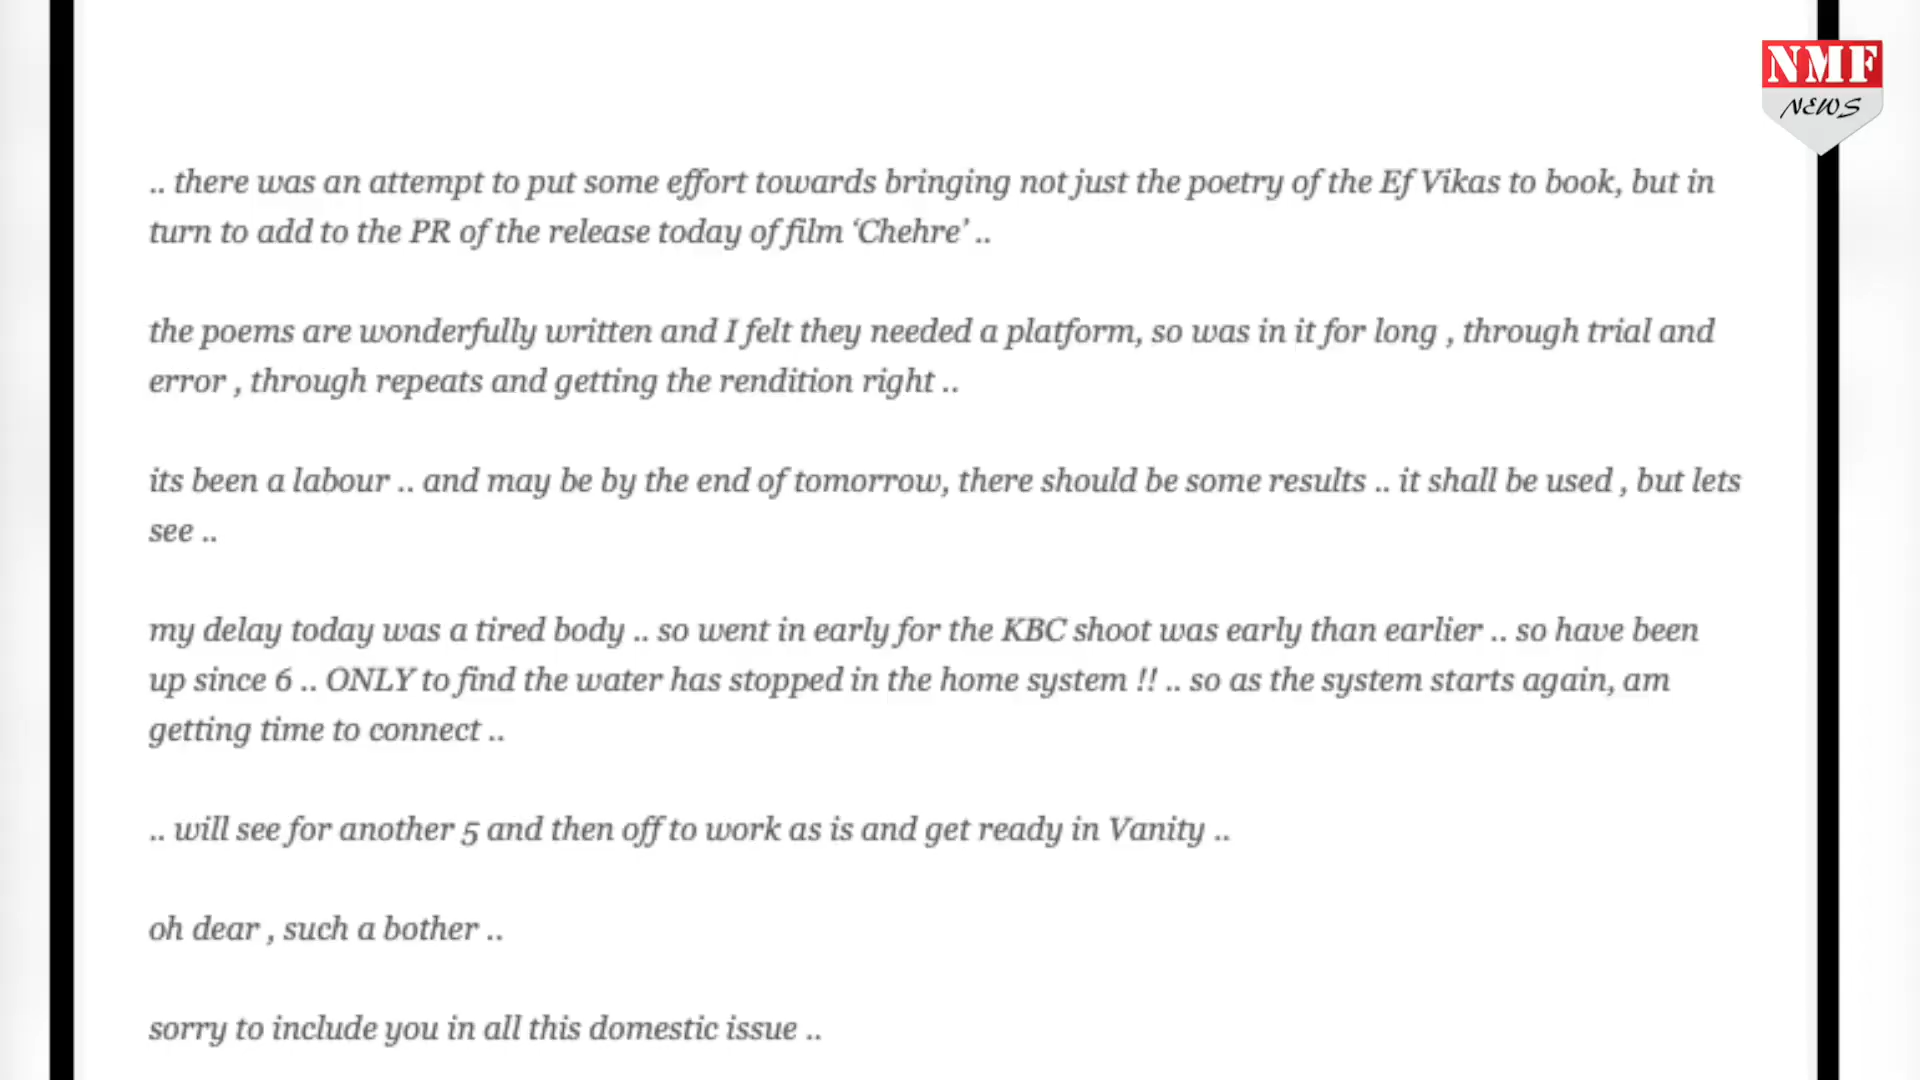 NMF
NEWS
.. there was an attempt to put some effort towards bringing not just the poetry of the Ef Vikas to book, but in
turn to add to the PR of the release today of film ‘Chehre’ ..
the poems are wonderfully written and I felt they needed a platform, so was in it for long , through trial and
error , through repeats and getting the rendition right ..
its been a labour .. and may be by the end of tomorrow, there should be some results .. it shall be used , but lets
see ..
my delay today was a tired body .. so went in early for the KBC shoot was early than earlier .. so have been
up since 6 .. ONLY to find the water has stopped in the home system !! .. so as the system starts again, am
getting time to connect ..
.. will see for another 5 and then off to work as is and get ready in Vanity ..
oh dear , such a bother ..
sorry to include you in all this domestic issue ..